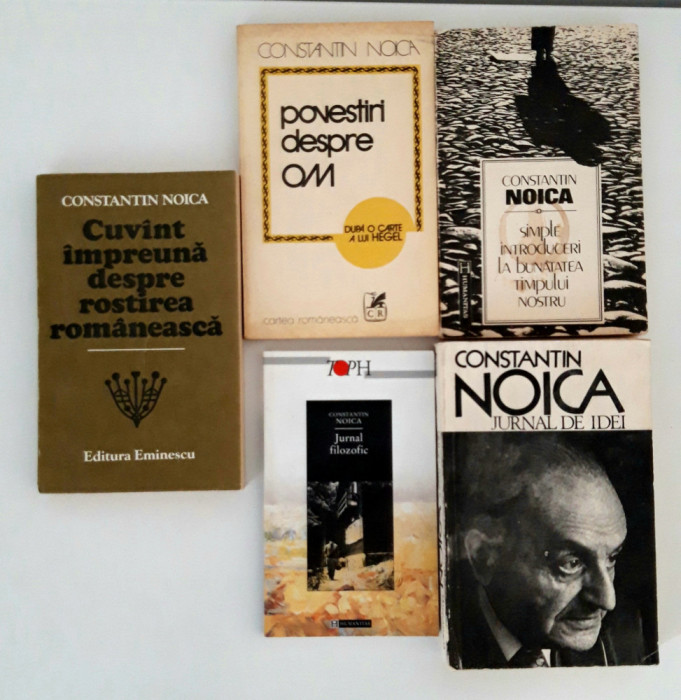 CONSTANTIN NOICA
Cuvînt
împreună
despre
rostirea
românească
Editura Eminescu
CONSTANTIN NOICA
povestiri
despre
OM
DUPĂ O CARTE
A LUI HEGEL
cartea românească
CR
CONSTANTIN
NOICA
simple
introduceri
la bunătatea
timpului
nostru
HUMANITAS
TOPH
CONSTANTIN
NOICA
Jurnal
filozofic
HUMANITAS
CONSTANTIN
NOICA
JURNAL DE IDEI